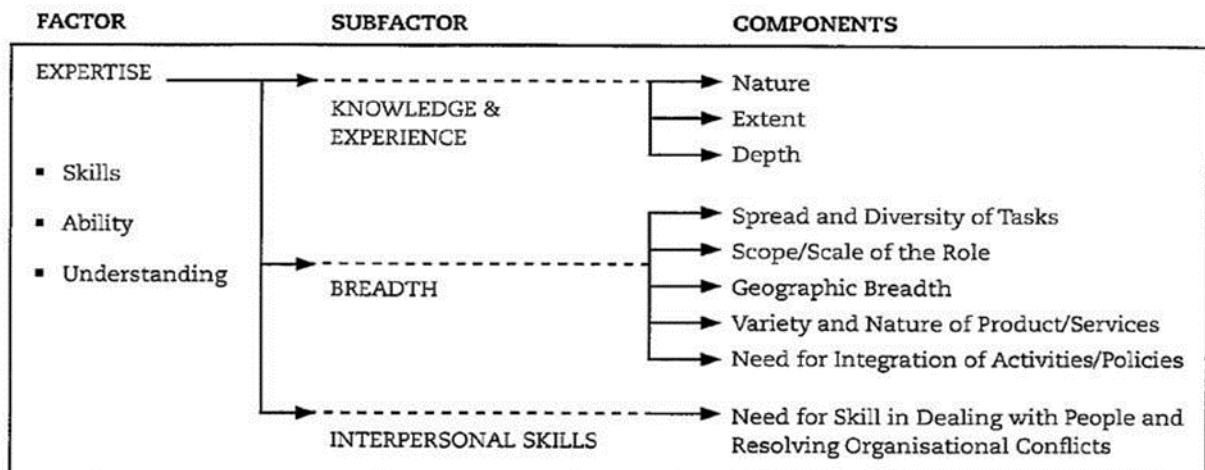 FACTOR SUBFACTOR COMPONENTS
EXPERTISE
▪ Skills
▪ Ability
▪ Understanding
KNOWLEDGE &
EXPERIENCE
Nature
Extent
Depth
BREADTH
Spread and Diversity of Tasks
Scope/Scale of the Role
Geographic Breadth
Variety and Nature of Product/Services
Need for Integration of Activities/Policies
INTERPERSONAL SKILLS
Need for Skill in Dealing with People and
Resolving Organisational Conflicts